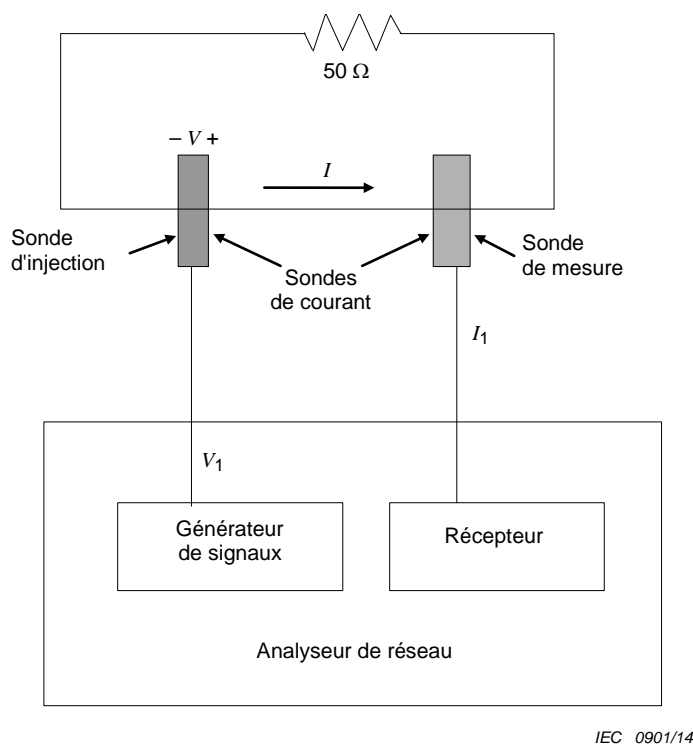 50 Ω
– V +
I
Sonde
d'injection
Sondes
de courant
Sonde
de mesure
I1
V1
Générateur
de signaux
Récepteur
Analyseur de réseau
IEC 0901/14